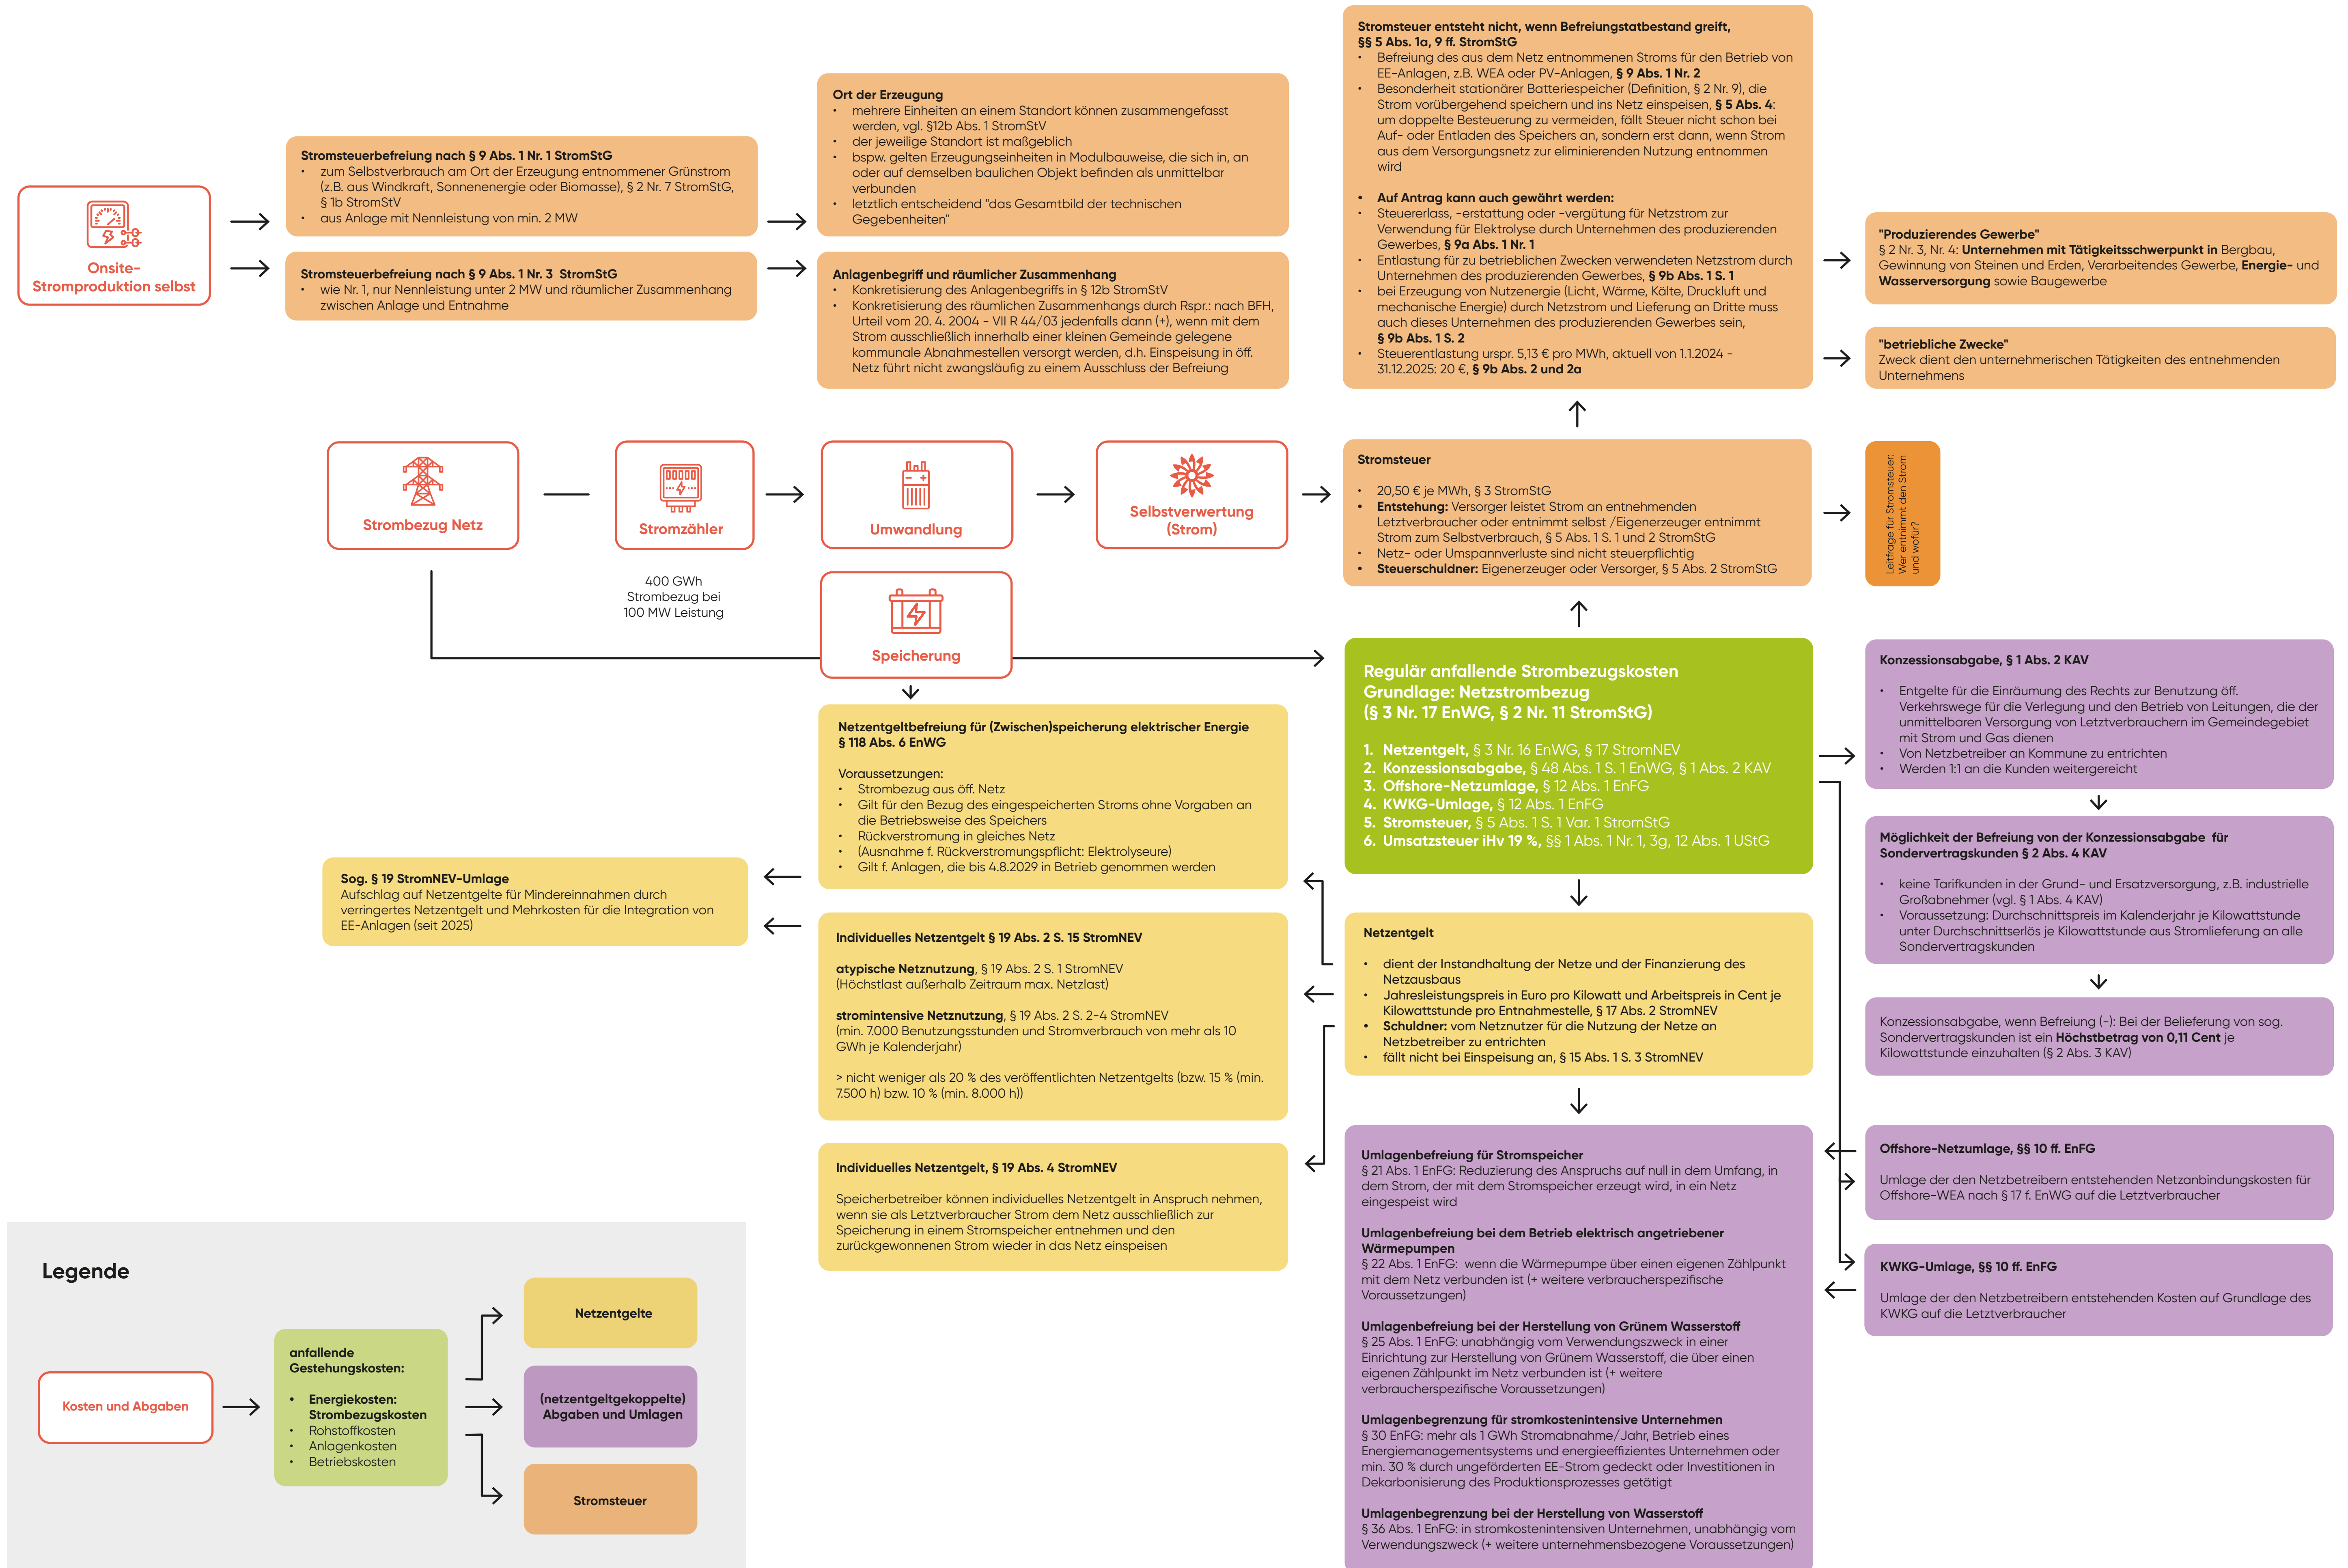 Stromsteuer entsteht nicht, wenn Befreiungstatbestand greift,
§§ 5 Abs. 1a, 9 ff. StromStG
• Befreiung des aus dem Netz entnommenen Stroms für den Betrieb von
EE-Anlagen, z.B. WEA oder PV-Anlagen, § 9 Abs. 1 Nr. 2
• Besonderheit stationärer Batteriespeicher (Definition, § 2 Nr. 9), die
Strom vorübergehend speichern und ins Netz einspeisen, § 5 Abs. 4:
um doppelte Besteuerung zu vermeiden, fällt Steuer nicht schon bei
Auf- oder Entladen des Speichers an, sondern erst dann, wenn Strom
aus dem Versorgungsnetz zur eliminierenden Nutzung entnommen
wird
• Auf Antrag kann auch gewährt werden:
• Steuererlass, -erstattung oder -vergütung für Netzstrom zur
Verwendung für Elektrolyse durch Unternehmen des produzierenden
Gewerbes, § 9a Abs. 1 Nr. 1
• Entlastung für zu betrieblichen Zwecken verwendeten Netzstrom durch
Unternehmen des produzierenden Gewerbes, § 9b Abs. 1 S. 1
• bei Erzeugung von Nutzenergie (Licht, Wärme, Kälte, Druckluft und
mechanische Energie) durch Netzstrom und Lieferung an Dritte muss
auch dieses Unternehmen des produzierenden Gewerbes sein,
§ 9b Abs. 1 S. 2
• Steuerentlastung urspr. 5,13 € pro MWh, aktuell von 1.1.2024 -
31.12.2025: 20 €, § 9b Abs. 2 und 2a
Ort der Erzeugung
• mehrere Einheiten an einem Standort können zusammengefasst
werden, vgl. §12b Abs. 1 StromStV
• der jeweilige Standort ist maßgeblich
• bspw. gelten Erzeugungseinheiten in Modulbauweise, die sich in, an
oder auf demselben baulichen Objekt befinden als unmittelbar
verbunden
• letztlich entscheidend "das Gesamtbild der technischen
Gegebenheiten"
Stromsteuerbefreiung nach § 9 Abs. 1 Nr. 1 StromStG
• zum Selbstverbrauch am Ort der Erzeugung entnommener Grünstrom
(z.B. aus Windkraft, Sonnenenergie oder Biomasse), § 2 Nr. 7 StromStG,
§ 1b StromStV
• aus Anlage mit Nennleistung von min. 2 MW
Onsite-
Stromproduktion selbst
Stromsteuerbefreiung nach § 9 Abs. 1 Nr. 3 StromStG
• wie Nr. 1, nur Nennleistung unter 2 MW und räumlicher Zusammenhang
zwischen Anlage und Entnahme
Anlagenbegriff und räumlicher Zusammenhang
• Konkretisierung des Anlagenbegriffs in § 12b StromStV
• Konkretisierung des räumlichen Zusammenhangs durch Rspr.: nach BFH,
Urteil vom 20. 4. 2004 - VII R 44/03 jedenfalls dann (+), wenn mit dem
Strom ausschließlich innerhalb einer kleinen Gemeinde gelegene
kommunale Abnahmestellen versorgt werden, d.h. Einspeisung in öff.
Netz führt nicht zwangsläufig zu einem Ausschluss der Befreiung
"Produzierendes Gewerbe"
§ 2 Nr. 3, Nr. 4: Unternehmen mit Tätigkeitsschwerpunkt in Bergbau,
Gewinnung von Steinen und Erden, Verarbeitendes Gewerbe, Energie- und
Wasserversorgung sowie Baugewerbe
"betriebliche Zwecke"
Zweck dient den unternehmerischen Tätigkeiten des entnehmenden
Unternehmens
Strombezug Netz
Stromzähler
Umwandlung
Selbstverwertung
(Strom)
400 GWh
Strombezug bei
100 MW Leistung
Speicherung
Stromsteuer
• 20,50 € je MWh, § 3 StromStG
• Entstehung: Versorger leistet Strom an entnehmenden
Letztverbraucher oder entnimmt selbst /Eigenerzeuger entnimmt
Strom zum Selbstverbrauch, § 5 Abs. 1 S. 1 und 2 StromStG
• Netz- oder Umspannverluste sind nicht steuerpflichtig
• Steuerschuldner: Eigenerzeuger oder Versorger, § 5 Abs. 2 StromStG
Leitfrage für Stromsteuer:
Wer entnimmt den Strom
und wofür?
Regulär anfallende Strombezugskosten
Grundlage: Netzstrombezug
(§ 3 Nr. 17 EnWG, § 2 Nr. 11 StromStG)
1. Netzentgelt, § 3 Nr. 16 EnWG, § 17 StromNEV
2. Konzessionsabgabe, § 48 Abs. 1 S. 1 EnWG, § 1 Abs. 2 KAV
3. Offshore-Netzumlage, § 12 Abs. 1 EnFG
4. KWKG-Umlage, § 12 Abs. 1 EnFG
5. Stromsteuer, § 5 Abs. 1 S. 1 Var. 1 StromStG
6. Umsatzsteuer iHv 19 %, §§ 1 Abs. 1 Nr. 1, 3g, 12 Abs. 1 UStG
Konzessionsabgabe, § 1 Abs. 2 KAV
• Entgelte für die Einräumung des Rechts zur Benutzung öff.
Verkehrswege für die Verlegung und den Betrieb von Leitungen, die der
unmittelbaren Versorgung von Letztverbrauchern im Gemeindegebiet
mit Strom und Gas dienen
• Von Netzbetreiber an Kommune zu entrichten
• Werden 1:1 an die Kunden weitergereicht
Möglichkeit der Befreiung von der Konzessionsabgabe für
Sondervertragskunden § 2 Abs. 4 KAV
• keine Tarifkunden in der Grund- und Ersatzversorgung, z.B. industrielle
Großabnehmer (vgl. § 1 Abs. 4 KAV)
• Voraussetzung: Durchschnittspreis im Kalenderjahr je Kilowattstunde
unter Durchschnittserlös je Kilowattstunde aus Stromlieferung an alle
Sondervertragskunden
Konzessionsabgabe, wenn Befreiung (-): Bei der Belieferung von sog.
Sondervertragskunden ist ein Höchstbetrag von 0,11 Cent je
Kilowattstunde einzuhalten (§ 2 Abs. 3 KAV)
Netzentgeltbefreiung für (Zwischen)speicherung elektrischer Energie
§ 118 Abs. 6 EnWG
Voraussetzungen:
• Strombezug aus öff. Netz
• Gilt für den Bezug des eingespeicherten Stroms ohne Vorgaben an
die Betriebsweise des Speichers
• Rückverstromung in gleiches Netz
• (Ausnahme f. Rückverstromungspflicht: Elektrolyseure)
• Gilt f. Anlagen, die bis 4.8.2029 in Betrieb genommen werden
Sog. § 19 StromNEV-Umlage
Aufschlag auf Netzentgelte für Mindereinnahmen durch
verringertes Netzentgelt und Mehrkosten für die Integration von
EE-Anlagen (seit 2025)
Individuelles Netzentgelt § 19 Abs. 2 S. 15 StromNEV
atypische Netznutzung, § 19 Abs. 2 S. 1 StromNEV
(Höchstlast außerhalb Zeitraum max. Netzlast)
stromintensive Netznutzung, § 19 Abs. 2 S. 2-4 StromNEV
(min. 7.000 Benutzungsstunden und Stromverbrauch von mehr als 10
GWh je Kalenderjahr)
> nicht weniger als 20 % des veröffentlichten Netzentgelts (bzw. 15 % (min.
7.500 h) bzw. 10 % (min. 8.000 h))
Netzentgelt
• dient der Instandhaltung der Netze und der Finanzierung des
Netzausbaus
• Jahresleistungspreis in Euro pro Kilowatt und Arbeitspreis in Cent je
Kilowattstunde pro Entnahmestelle, § 17 Abs. 2 StromNEV
• Schuldner: vom Netznutzer für die Nutzung der Netze an
Netzbetreiber zu entrichten
• fällt nicht bei Einspeisung an, § 15 Abs. 1 S. 3 StromNEV
Individuelles Netzentgelt, § 19 Abs. 4 StromNEV
Speicherbetreiber können individuelles Netzentgelt in Anspruch nehmen,
wenn sie als Letztverbraucher Strom dem Netz ausschließlich zur
Speicherung in einem Stromspeicher entnehmen und den
zurückgewonnenen Strom wieder in das Netz einspeisen
Umlagenbefreiung für Stromspeicher
§ 21 Abs. 1 EnFG: Reduzierung des Anspruchs auf null in dem Umfang, in
dem Strom, der mit dem Stromspeicher erzeugt wird, in ein Netz
eingespeist wird
Umlagenbefreiung bei dem Betrieb elektrisch angetriebener
Wärmepumpen
§ 22 Abs. 1 EnFG: wenn die Wärmepumpe über einen eigenen Zählpunkt
mit dem Netz verbunden ist (+ weitere verbraucherspezifische
Voraussetzungen)
Umlagenbefreiung bei der Herstellung von Grünem Wasserstoff
§ 25 Abs. 1 EnFG: unabhängig vom Verwendungszweck in einer
Einrichtung zur Herstellung von Grünem Wasserstoff, die über einen
eigenen Zählpunkt im Netz verbunden ist (+ weitere
verbraucherspezifische Voraussetzungen)
Umlagenbegrenzung für stromkostenintensive Unternehmen
§ 30 EnFG: mehr als 1 GWh Stromabnahme/Jahr, Betrieb eines
Energiemanagementsystems und energieeffizientes Unternehmen oder
min. 30 % durch ungeförderten EE-Strom gedeckt oder Investitionen in
Dekarbonisierung des Produktionsprozesses getätigt
Umlagenbegrenzung bei der Herstellung von Wasserstoff
§ 36 Abs. 1 EnFG: in stromkostenintensiven Unternehmen, unabhängig vom
Verwendungszweck (+ weitere unternehmensbezogene Voraussetzungen)
Offshore-Netzumlage, §§ 10 ff. EnFG
Umlage der den Netzbetreibern entstehenden Netzanbindungskosten für
Offshore-WEA nach § 17 f. EnWG auf die Letztverbraucher
KWKG-Umlage, §§ 10 ff. EnFG
Umlage der den Netzbetreibern entstehenden Kosten auf Grundlage des
KWKG auf die Letztverbraucher
Legende
Kosten und Abgaben
anfallende
Gestehungskosten:
• Energiekosten:
Strombezugskosten
• Rohstoffkosten
• Anlagenkosten
• Betriebskosten
Netzentgelte
(netzentgeltgekoppelte)
Abgaben und Umlagen
Stromsteuer